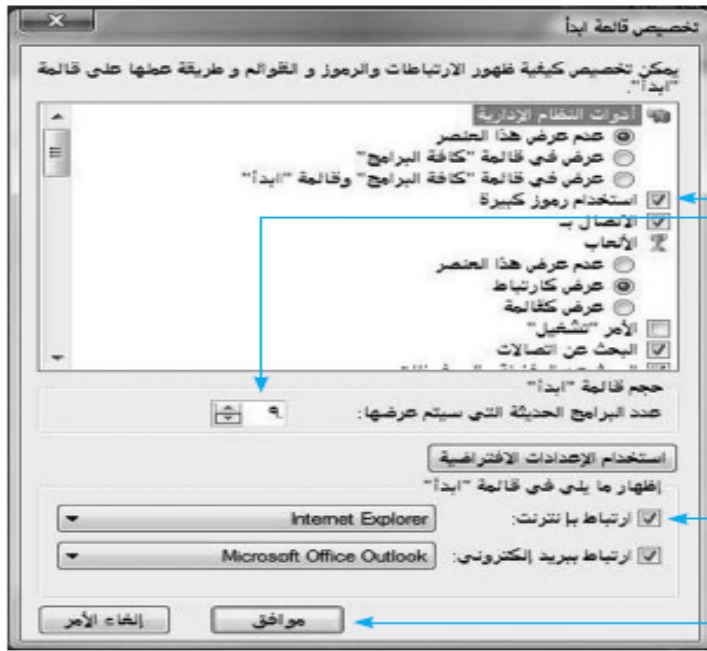 تخصيص قائمة ابدأ
يمكن تخصيص كيفية ظهور الارتباطات والرموز و القوائم و طريقة عملها على قائمة
"ابدأ".
أدوات النظام الإدارية
عدم عرض هذا العنصر
عرض في قائمة "كافة البرامج"
عرض في قائمة "كافة البرامج" وقائمة "ابدأ"
استخدام رموز كبيرة
الاتصال بـ
الألعاب
عدم عرض هذا العنصر
عرض كارتباط
عرض كقائمة
الأمر "تشغيل"
البحث عن اتصالات
حجم قائمة "ابدأ"
عدد البرامج الحديثة التي سيتم عرضها: ٩
استخدام الإعدادات الافتراضية
إظهار ما يلي في قائمة "ابدأ"
ارتباط بإنترنت: Internet Explorer
ارتباط ببريد إلكتروني: Microsoft Office Outlook
موافق إلغاء الأمر